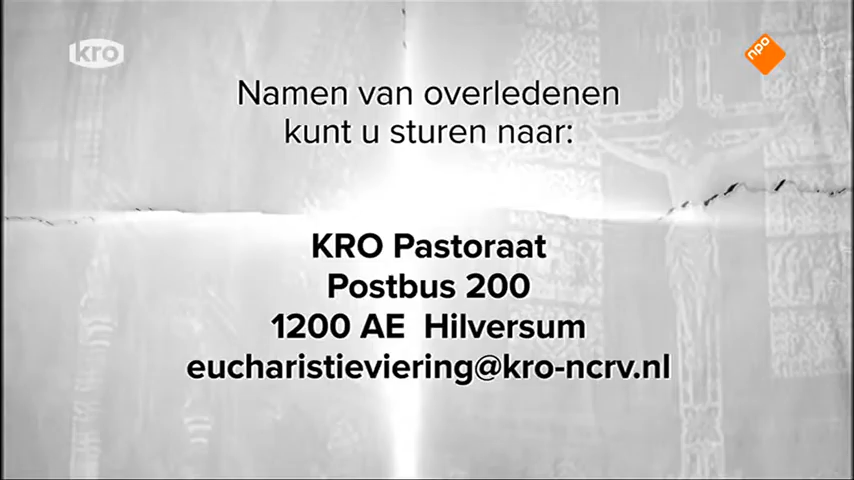 kro
npo
Namen van overledenen
kunt u sturen naar:
KRO Pastoraat
Postbus 200
1200 AE Hilversum
eucharistieviering@kro-ncrv.nl